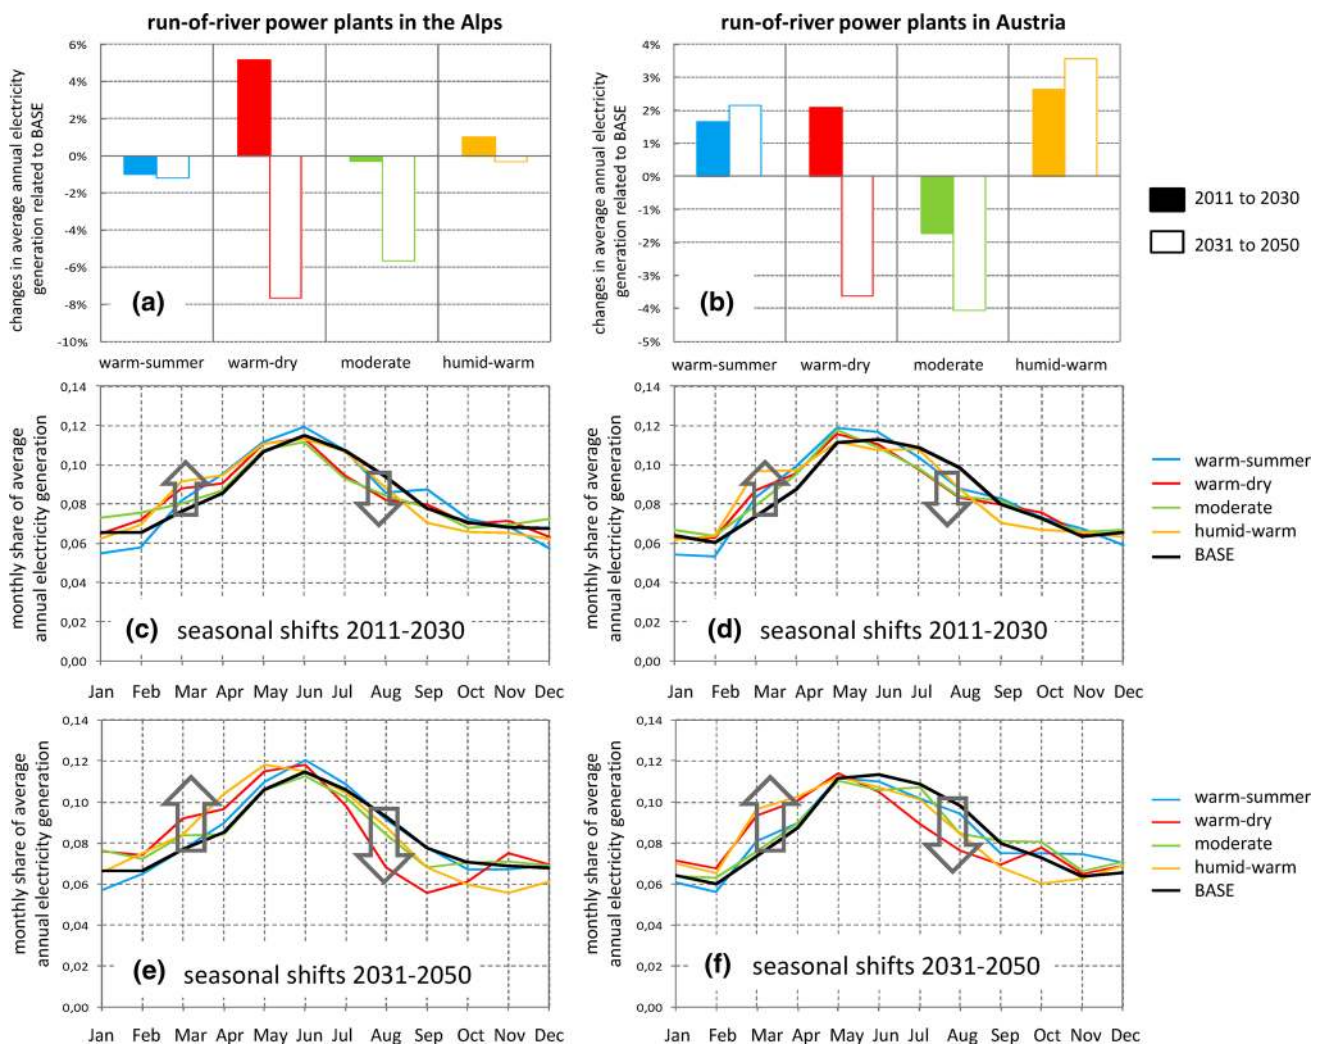 run-of-river power plants in the Alps
changes in average annual electricity
generation related to BASE
6%
4%
2%
0%
-2%
-4%
-6%
-8%
-10%
(a)
warm-summer warm-dry moderate humid-warm
run-of-river power plants in Austria
changes in average annual electricity
generation related to BASE
4%
3%
2%
1%
0%
-1%
-2%
-3%
-4%
-5%
(b)
warm-summer warm-dry moderate humid-warm
2011 to 2030
2031 to 2050
monthly share of average
annual electricity generation
0,14
0,12
0,10
0,08
0,06
0,04
0,02
0,00
(c) seasonal shifts 2011-2030
Jan Feb Mar Apr May Jun Jul Aug Sep Oct Nov Dec
monthly share of average
annual electricity generation
0,14
0,12
0,10
0,08
0,06
0,04
0,02
0,00
(d) seasonal shifts 2011-2030
Jan Feb Mar Apr May Jun Jul Aug Sep Oct Nov Dec
warm-summer
warm-dry
moderate
humid-warm
BASE
monthly share of average
annual electricity generation
0,14
0,12
0,10
0,08
0,06
0,04
0,02
0,00
(e) seasonal shifts 2031-2050
Jan Feb Mar Apr May Jun Jul Aug Sep Oct Nov Dec
monthly share of average
annual electricity generation
0,14
0,12
0,10
0,08
0,06
0,04
0,02
0,00
(f) seasonal shifts 2031-2050
Jan Feb Mar Apr May Jun Jul Aug Sep Oct Nov Dec
warm-summer
warm-dry
moderate
humid-warm
BASE